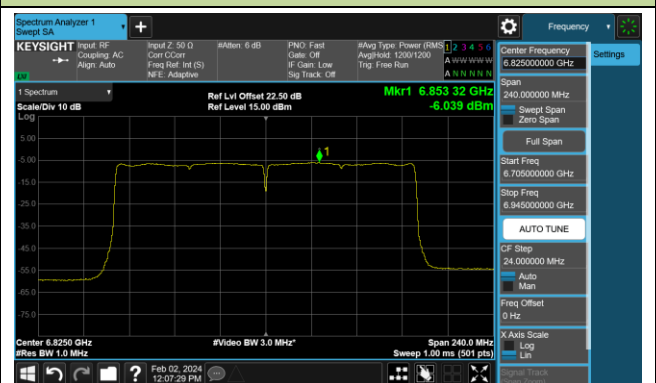 Spectrum Analyzer 1
Swept SA
Frequency
KEYSIGHT
Input: RF
Coupling: AC
Align: Auto
Input Z: 50 Ω
Corr CCorr
Freq Ref: Int (S)
NFE: Adaptive
#Atten: 6 dB
PNO: Fast
Gate: Off
IF Gain: Low
Sig Track: Off
#Avg Type: Power (RMS
Avg|Hold: 1200/1200
Trig: Free Run
1 2 3 4 5 6
A W W W W W
A N N N N N
1 Spectrum
Scale/Div 10 dB
Log
Ref Lvl Offset 22.50 dB
Ref Level 15.00 dBm
Mkr1 6.853 32 GHz
-6.039 dBm
5.00
-5.00
-15.0
-25.0
-35.0
-45.0
-55.0
-65.0
-75.0
1
Center 6.8250 GHz
#Res BW 1.0 MHz
#Video BW 3.0 MHz*
Span 240.0 MHz
Sweep 1.00 ms (501 pts)
Feb 02, 2024
12:07:29 PM
Center Frequency
6.825000000 GHz
Settings
Span
240.000000 MHz
Swept Span
Zero Span
Full Span
Start Freq
6.705000000 GHz
Stop Freq
6.945000000 GHz
AUTO TUNE
CF Step
24.000000 MHz
Auto
Man
Freq Offset
0 Hz
X Axis Scale
Log
Lin
Signal Track